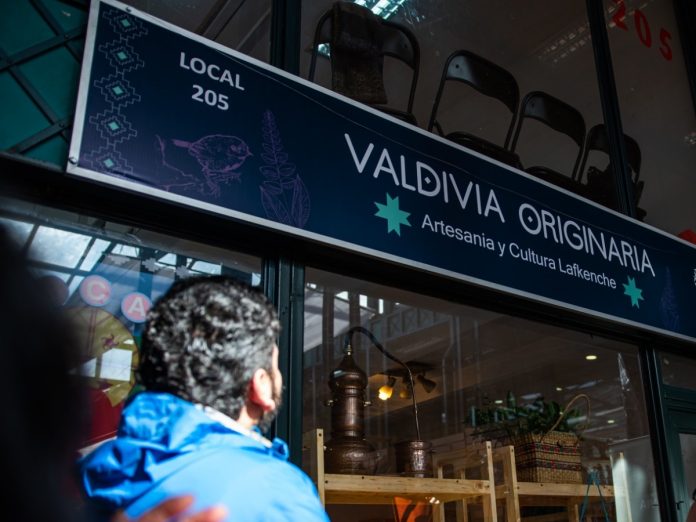 205
LOCAL
205
VALDIVIA ORIGINARIA
Artesania y Cultura Lafkenche
C A